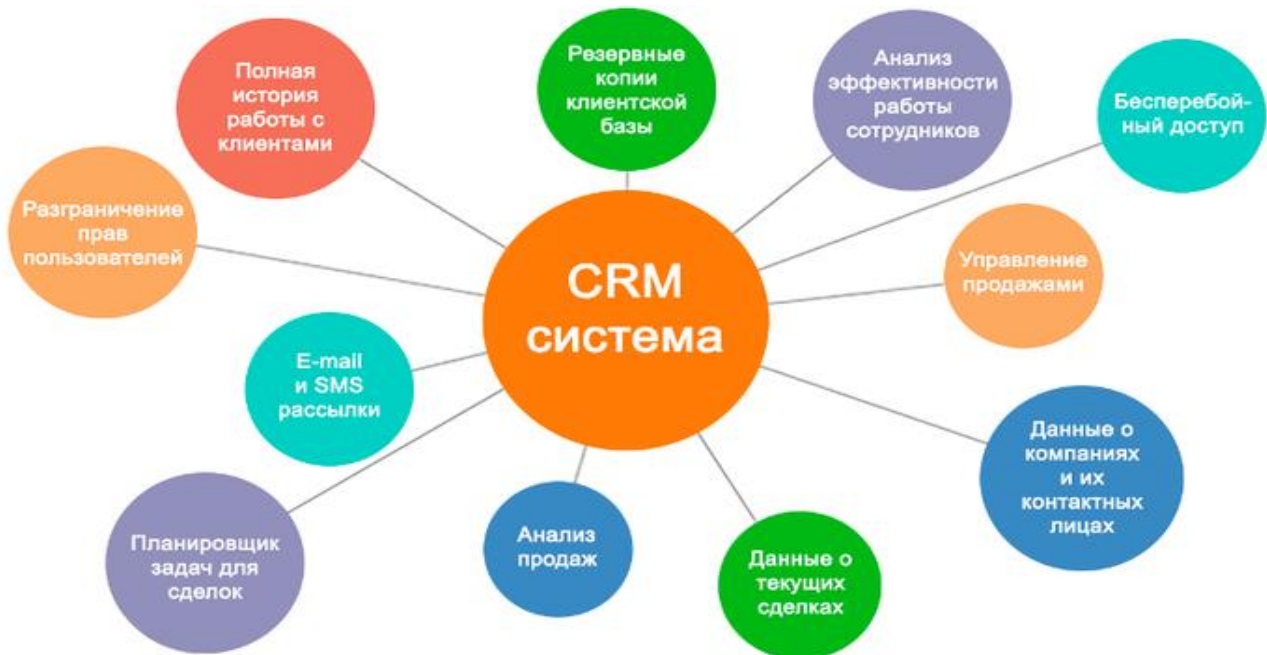 Полная
история
работы с
клиентами
Резервные
копии
клиентской
базы
Анализ
эффективности
работы
сотрудников
Бесперебой-
ный доступ
Разграничение
прав
пользователей
CRM
система
Управление
продажами
E-mail
и SMS
рассылки
Данные о
компаниях
и их
контактных
лицах
Планировщик
задач для
сделок
Анализ
продаж
Данные о
текущих
сделках